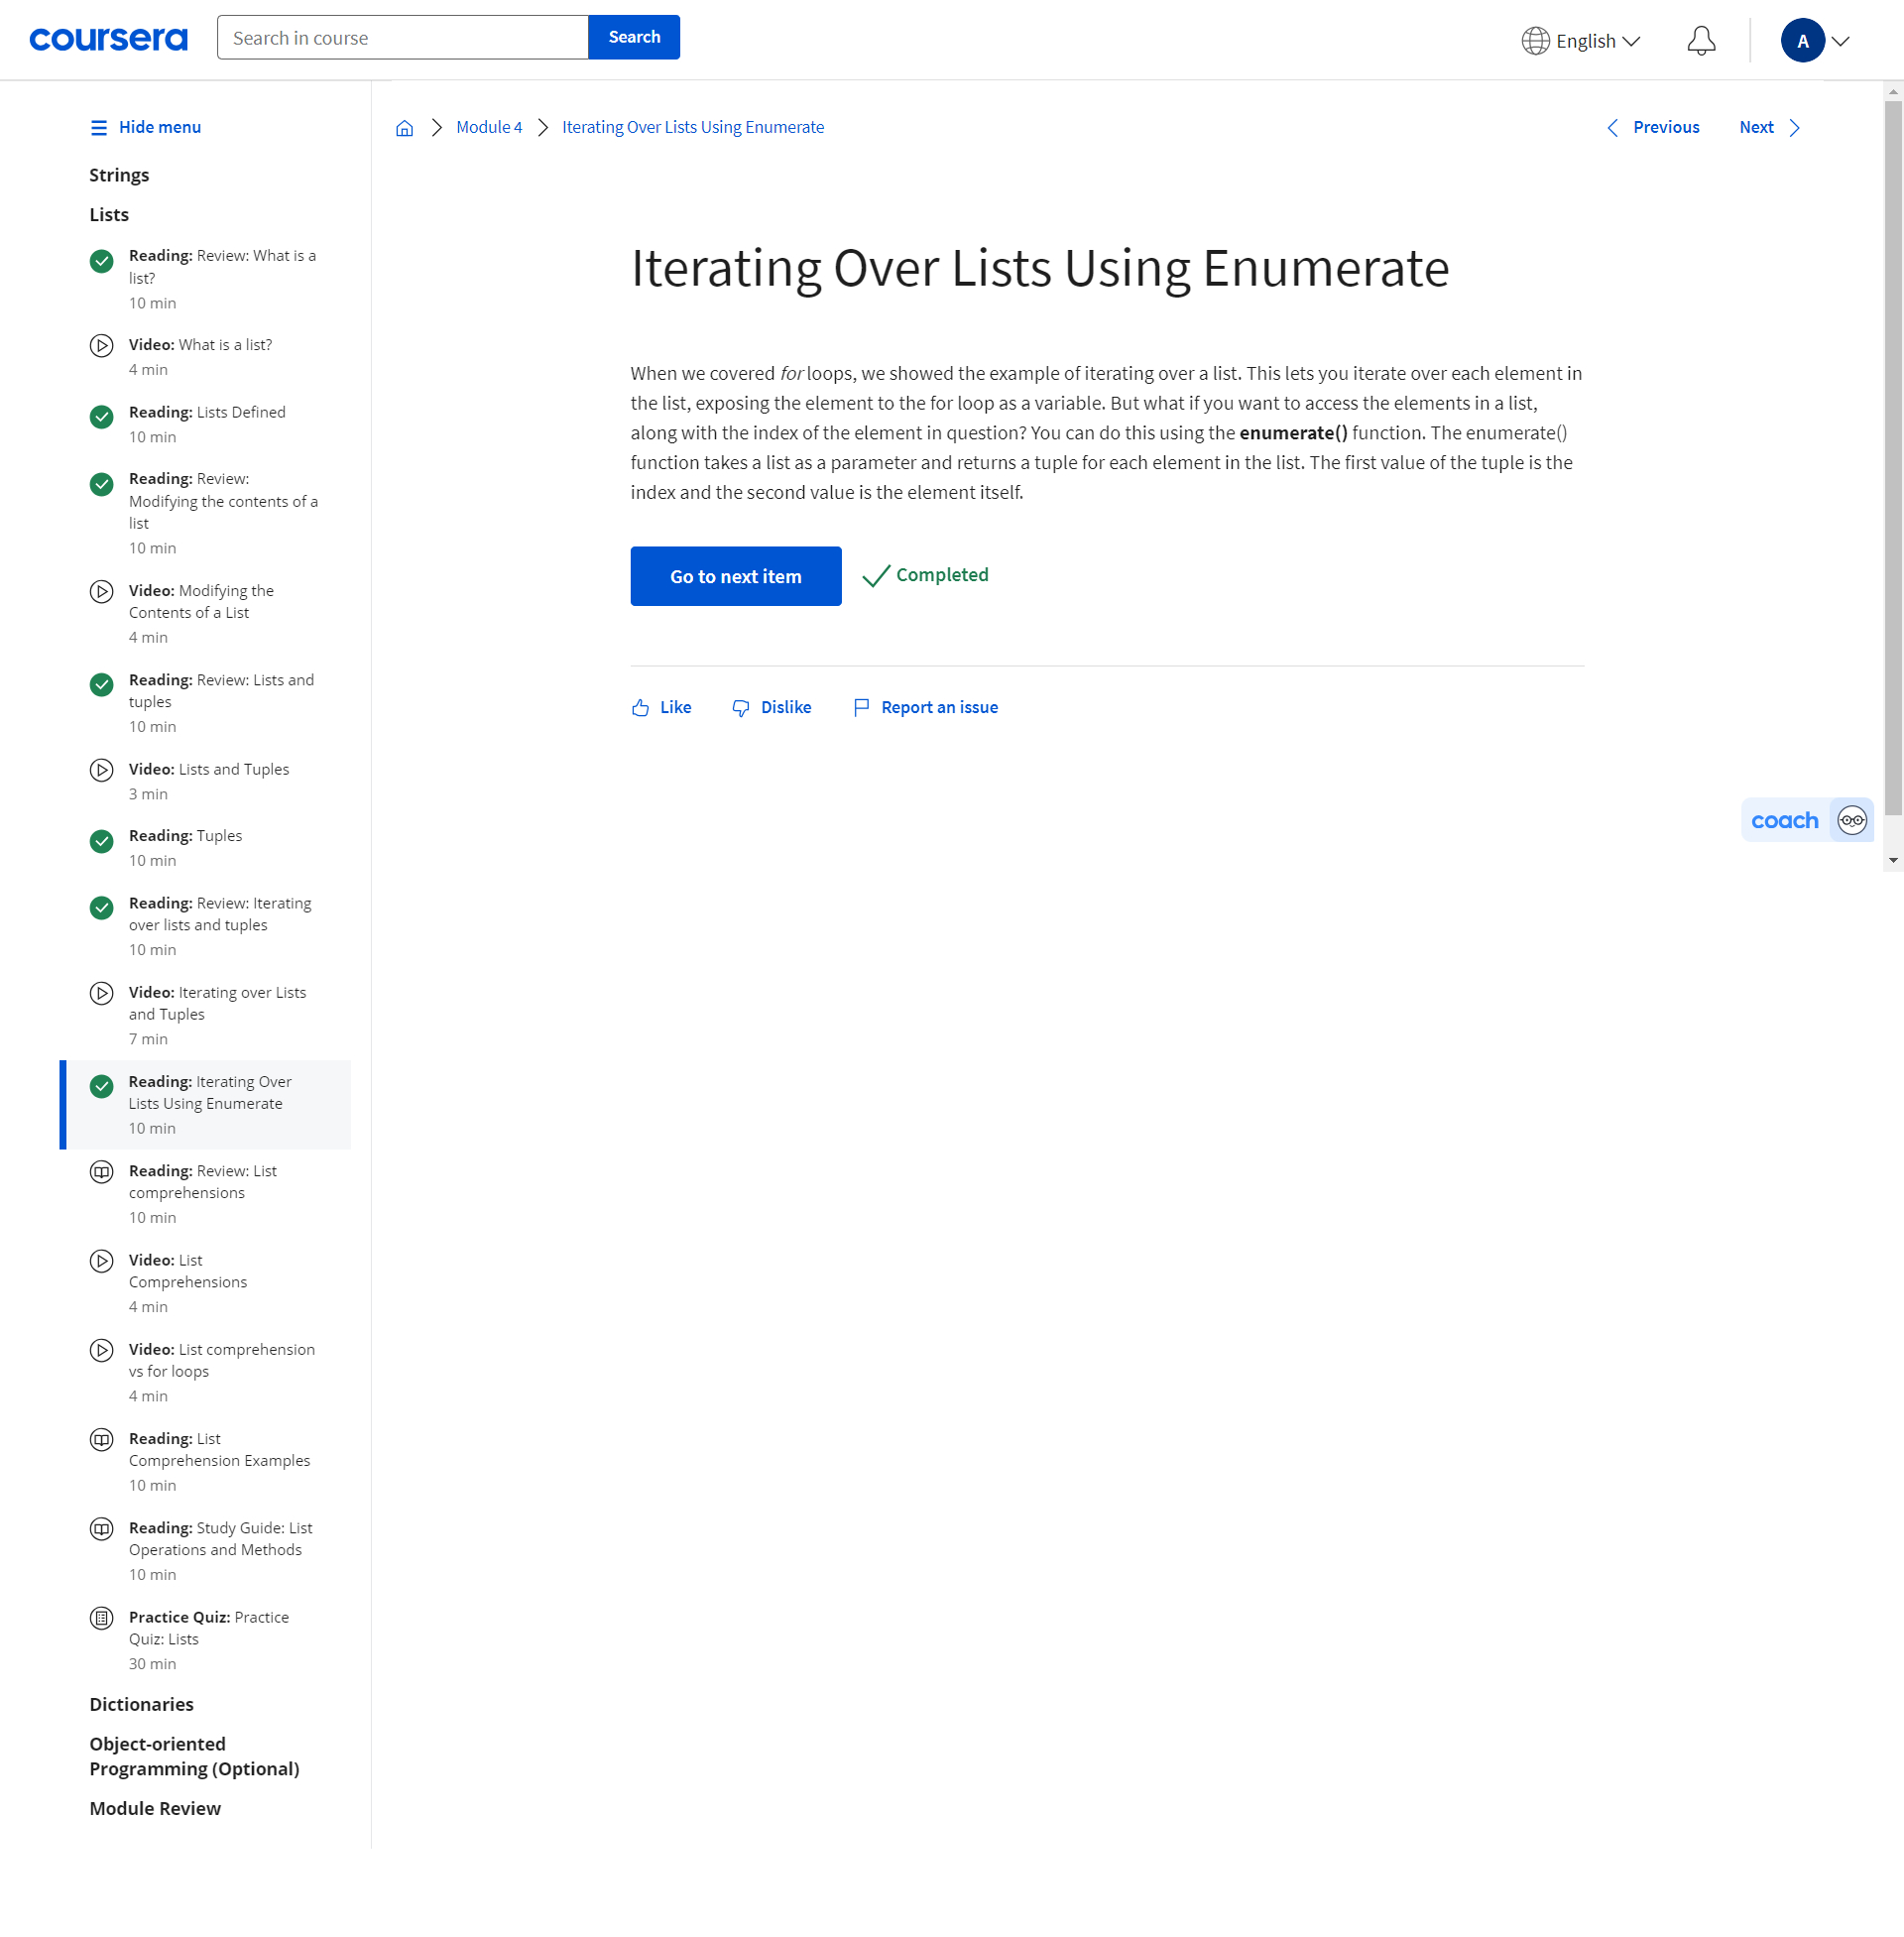 coursera
Search in course
Search
English
A
Hide menu
Strings
Lists
Reading: Review: What is a
list?
10 min
Video: What is a list?
4 min
Reading: Lists Defined
10 min
Reading: Review:
Modifying the contents of a
list
10 min
Video: Modifying the
Contents of a List
4 min
Reading: Review: Lists and
tuples
10 min
Video: Lists and Tuples
3 min
Reading: Tuples
10 min
Reading: Review: Iterating
over lists and tuples
10 min
Video: Iterating over Lists
and Tuples
7 min
Reading: Iterating Over
Lists Using Enumerate
10 min
Reading: Review: List
comprehensions
10 min
Video: List
Comprehensions
4 min
Video: List comprehension
vs for loops
4 min
Reading: List
Comprehension Examples
10 min
Reading: Study Guide: List
Operations and Methods
10 min
Practice Quiz: Practice
Quiz: Lists
30 min
Dictionaries
Object-oriented
Programming (Optional)
Module Review
Module 4
Iterating Over Lists Using Enumerate
Previous
Next
Iterating Over Lists Using Enumerate
When we covered for loops, we showed the example of iterating over a list. This lets you iterate over each element in
the list, exposing the element to the for loop as a variable. But what if you want to access the elements in a list,
along with the index of the element in question? You can do this using the enumerate() function. The enumerate()
function takes a list as a parameter and returns a tuple for each element in the list. The first value of the tuple is the
index and the second value is the element itself.
Go to next item
Completed
Like
Dislike
Report an issue
coach